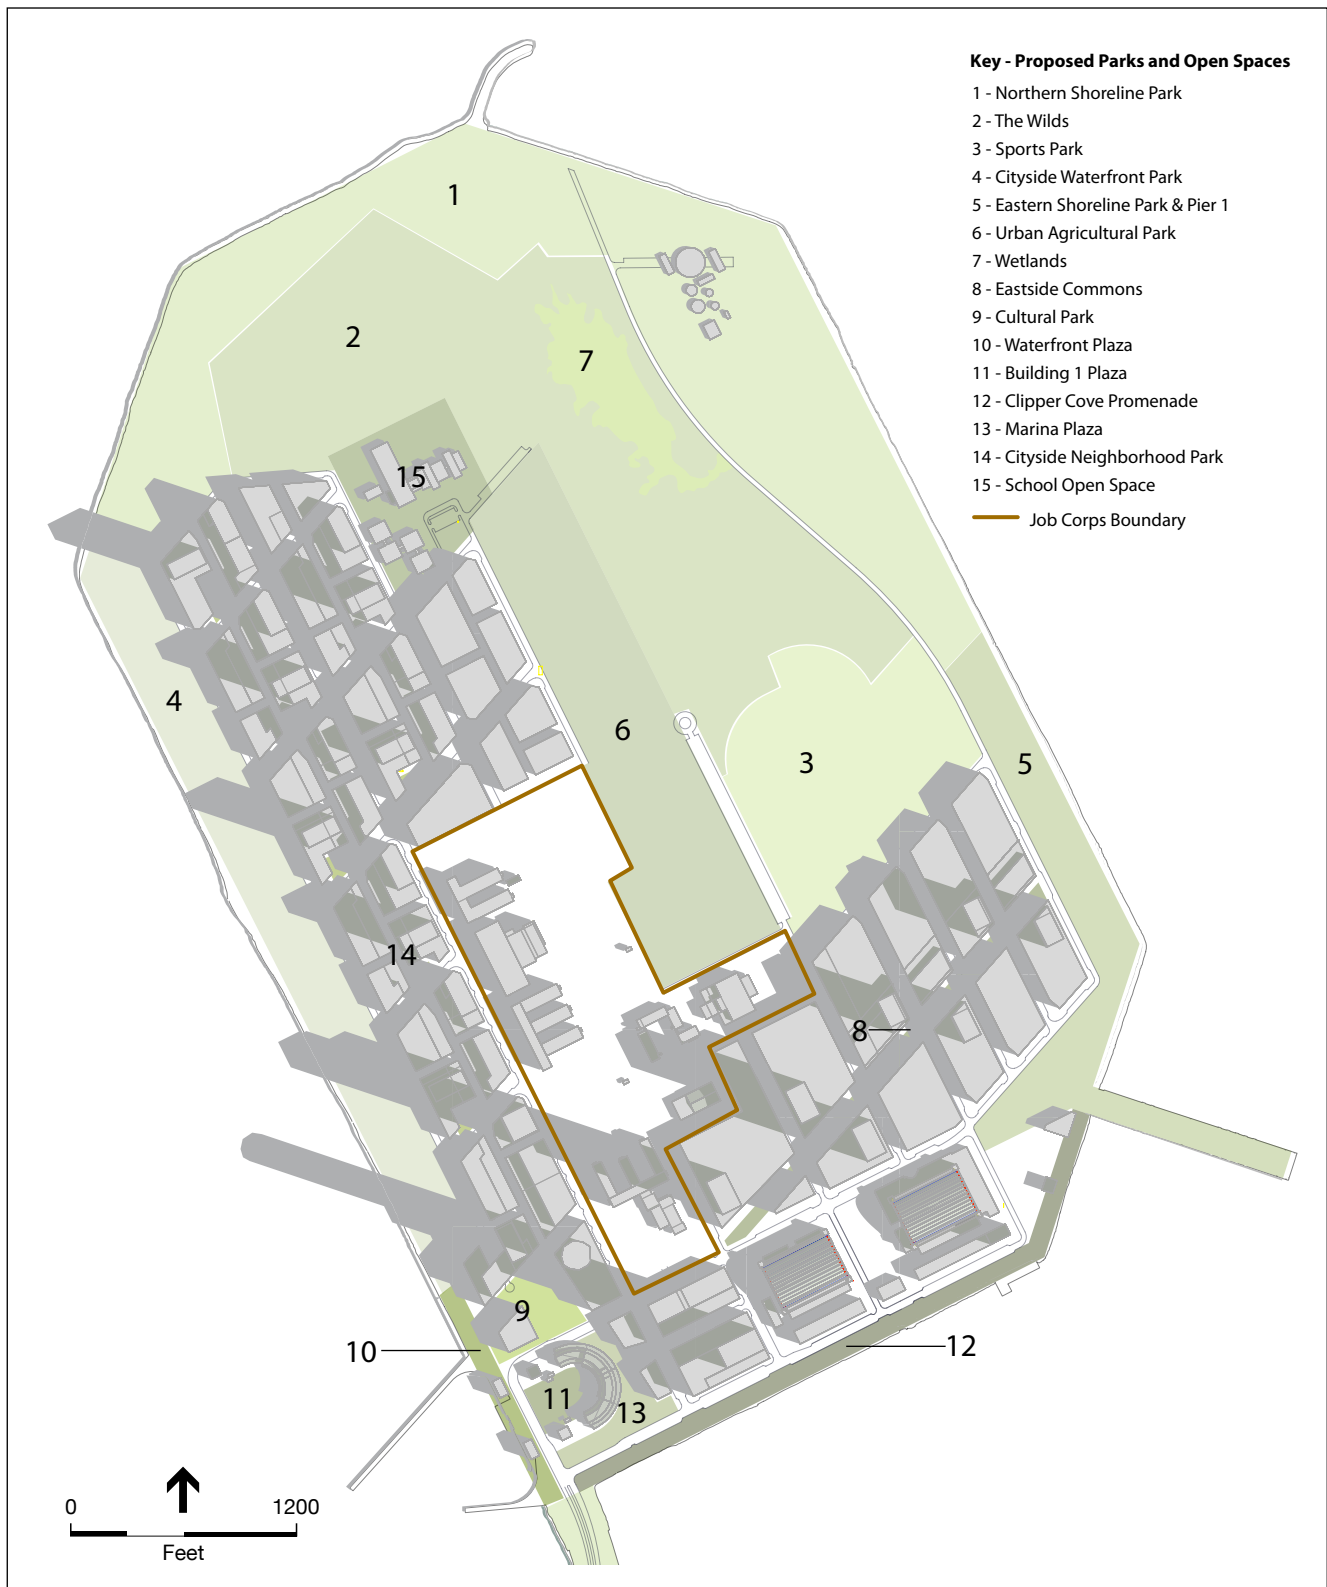 Key - Proposed Parks and Open Spaces
1 - Northern Shoreline Park
2 - The Wilds
3 - Sports Park
4 - Cityside Waterfront Park
5 - Eastern Shoreline Park & Pier 1
6 - Urban Agricultural Park
7 - Wetlands
8 - Eastside Commons
9 - Cultural Park
10 - Waterfront Plaza
11 - Building 1 Plaza
12 - Clipper Cove Promenade
13 - Marina Plaza
14 - Cityside Neighborhood Park
15 - School Open Space
Job Corps Boundary
1
2
7
15
4
6
3
5
14
8
9
10
12
11
13
0 1200
Feet